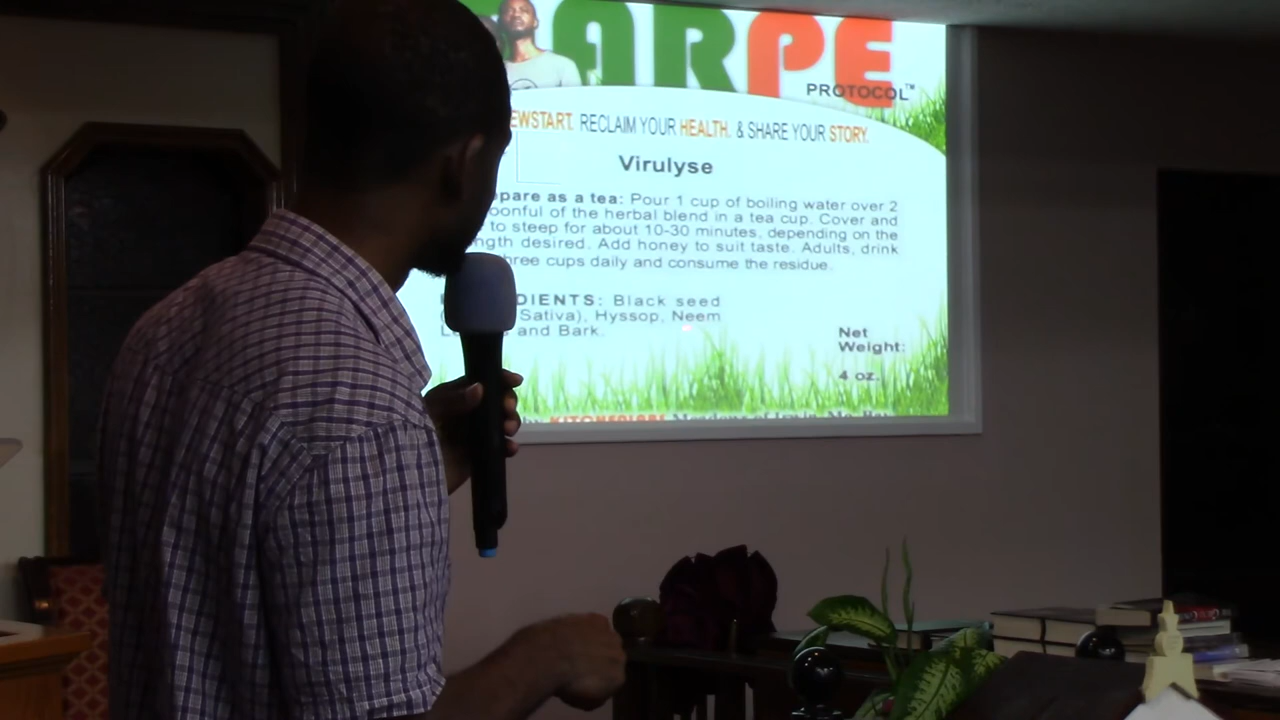 ARPE
PROTOCOL™
EWSTART. RECLAIM YOUR HEALTH. & SHARE YOUR STORY.
Virulyse
pare as a tea: Pour 1 cup of boiling water over 2
oonful of the herbal blend in a tea cup. Cover and
to steep for about 10-30 minutes, depending on the
ngth desired. Add honey to suit taste. Adults, drink
hree cups daily and consume the residue.
DIENTS: Black seed
Sativa), Hyssop, Neem
and Bark.
Net
Weight:
4 oz.